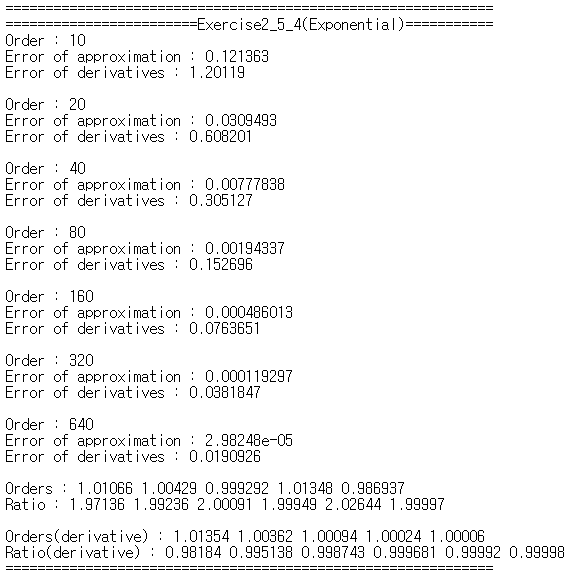 =============================================================
========================Exercise2_5_4(Exponential)===========
Order : 10
Error of approximation : 0.121363
Error of derivatives : 1.20119
Order : 20
Error of approximation : 0.0309493
Error of derivatives : 0.608201
Order : 40
Error of approximation : 0.00777838
Error of derivatives : 0.305127
Order : 80
Error of approximation : 0.00194337
Error of derivatives : 0.152696
Order : 160
Error of approximation : 0.000486013
Error of derivatives : 0.0763651
Order : 320
Error of approximation : 0.000119297
Error of derivatives : 0.0381847
Order : 640
Error of approximation : 2.98248e-05
Error of derivatives : 0.0190926
Orders : 1.01066 1.00429 0.999292 1.01348 0.986937
Ratio : 1.97136 1.99236 2.00091 1.99949 2.02644 1.99997
Orders(derivative) : 1.01354 1.00362 1.00094 1.00024 1.00006
Ratio(derivative) : 0.98184 0.995138 0.998743 0.999681 0.99992 0.99998
=============================================================